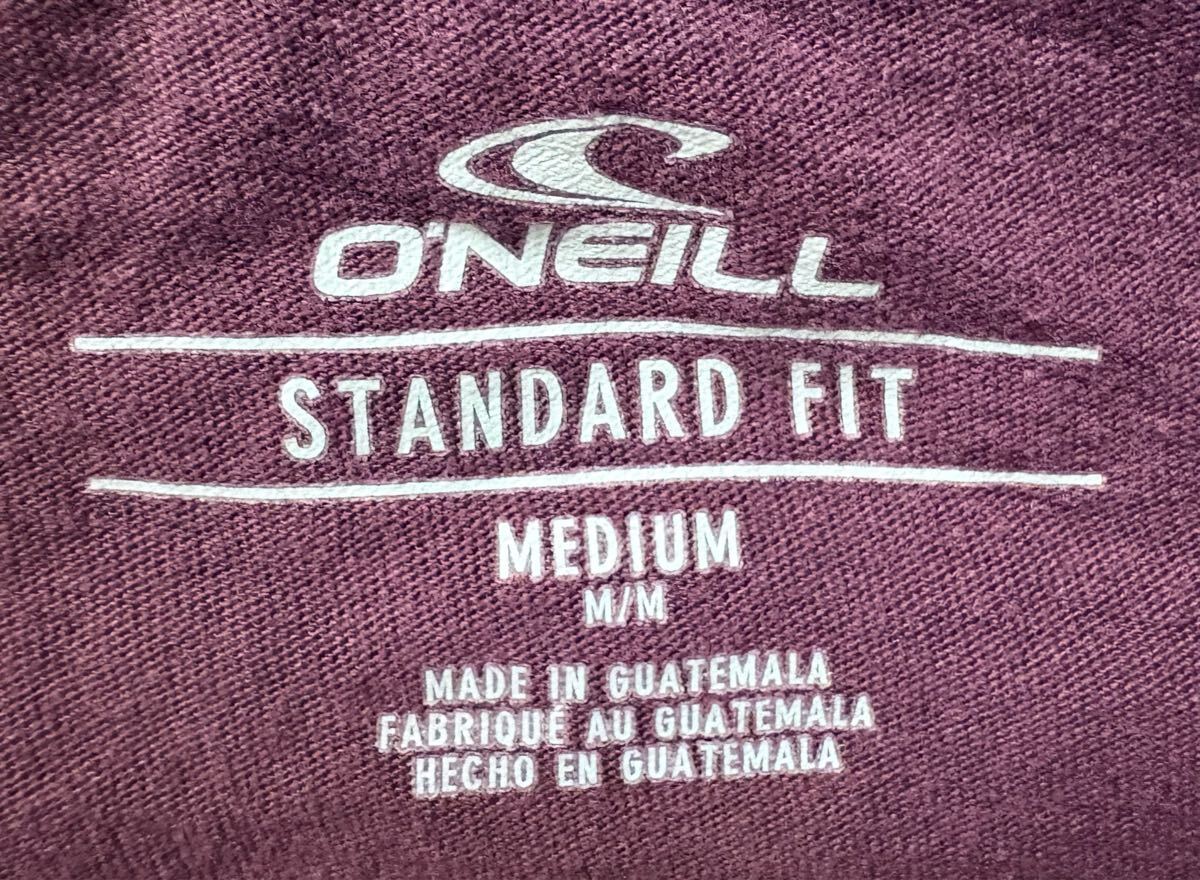 O'NEILL
STANDARD FIT
MEDIUM
M/M
MADE IN GUATEMALA
FABRIQUÉ AU GUATEMALA
HECHO EN GUATEMALA